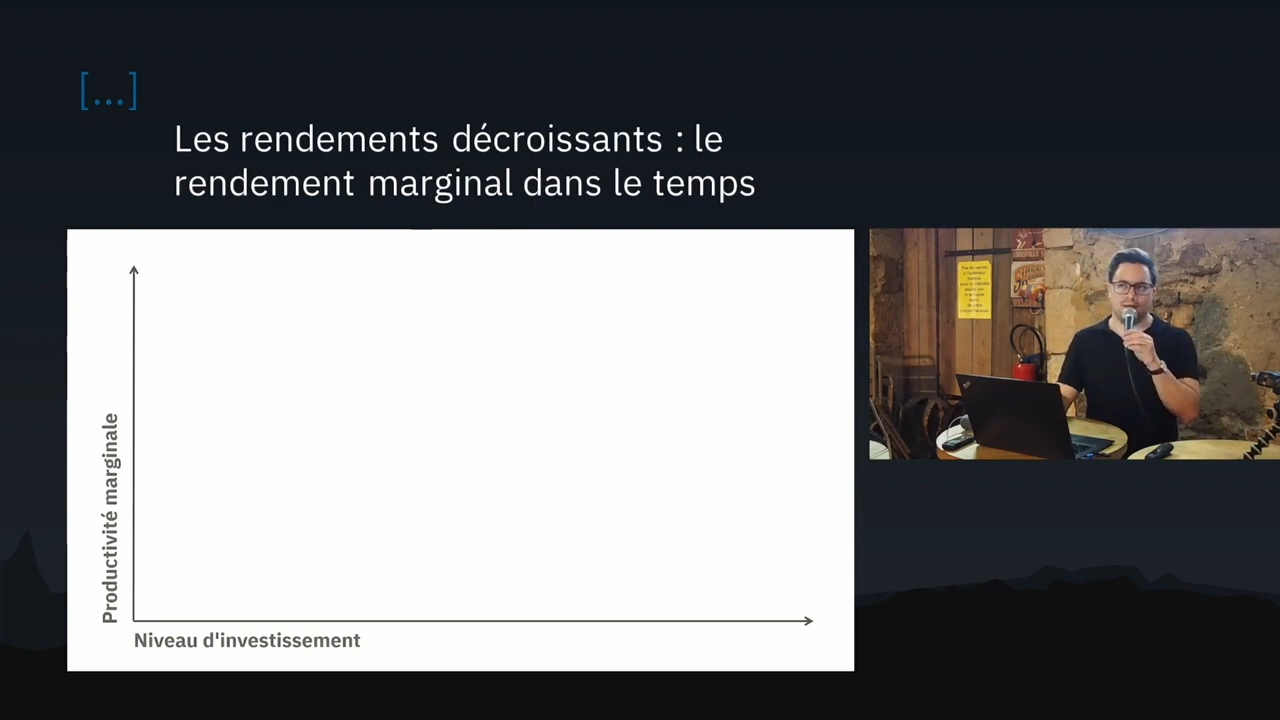 [...]
Les rendements décroissants : le
rendement marginal dans le temps
Productivité marginale
Niveau d'investissement